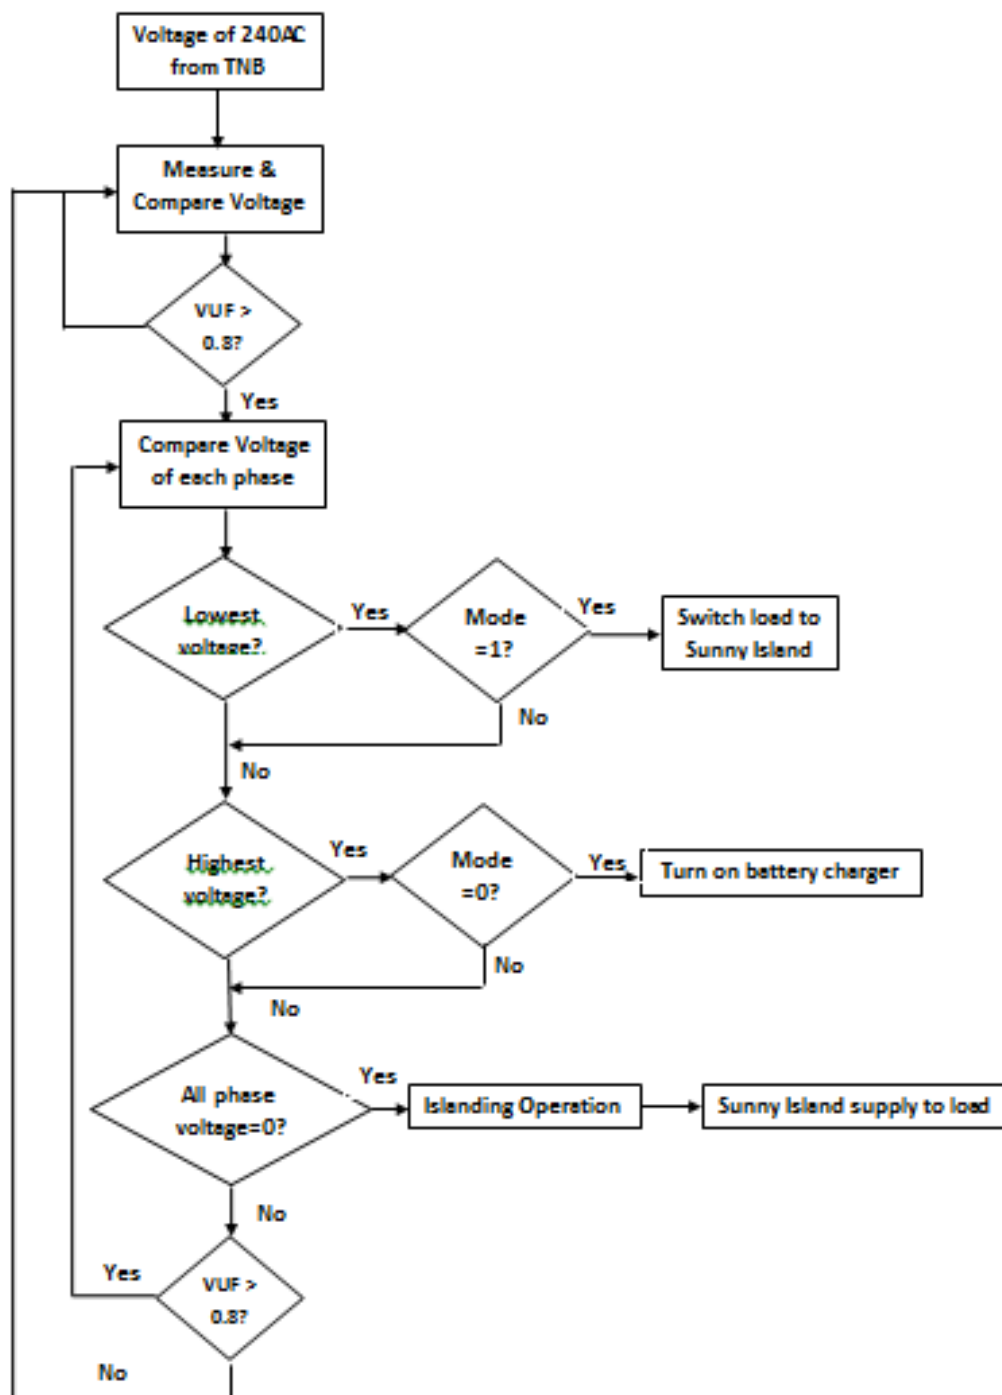 Voltage of 240AC
from TNB
Measure &
Compare Voltage
VUF >
0.8?
Yes
Compare Voltage
of each phase
Lowest
voltage?
Yes
Mode
=1?
Yes
Switch load to
Sunny Island
No
No
Highest
voltage?
Yes
Mode
=0?
Yes
Turn on battery charger
No
No
All phase
voltage=0?
Yes
Islanding Operation
Sunny Island supply to load
No
Yes
VUF >
0.8?
No